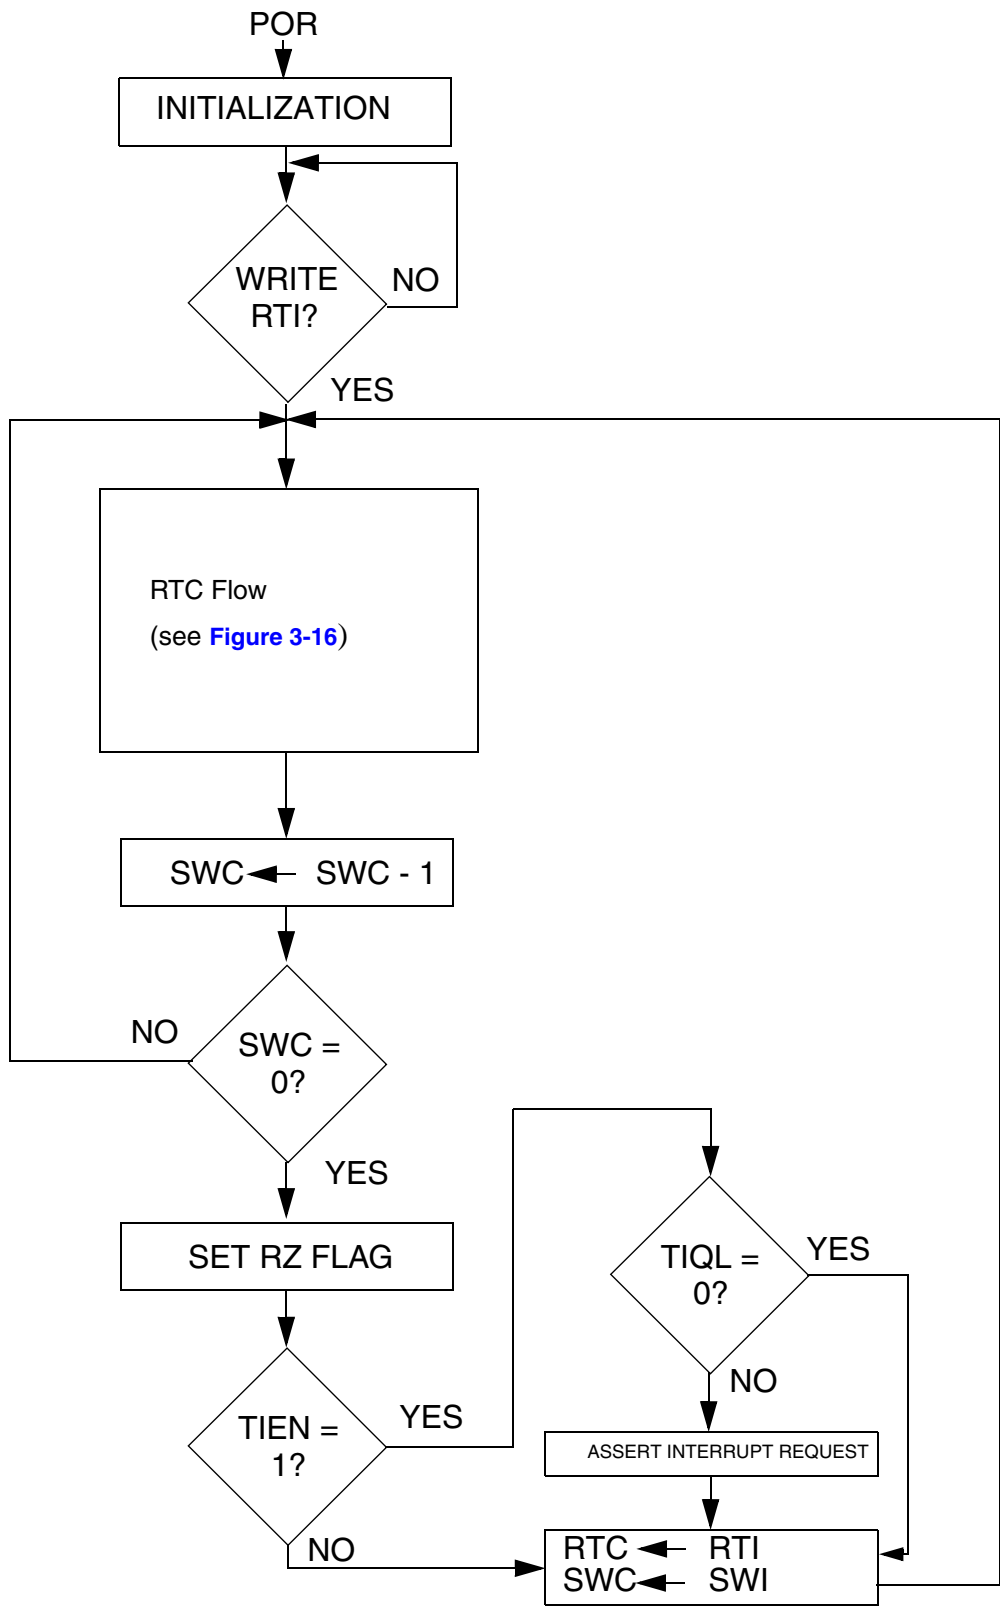 POR
INITIALIZATION
WRITE
RTI?
NO
YES
RTC Flow
(see Figure 3-16)
SWC SWC - 1
SWC =
0?
NO
YES
SET RZ FLAG
TIEN =
1?
YES
NO
TIQL =
0?
YES
NO
ASSERT INTERRUPT REQUEST
RTC RTI
SWC SWI